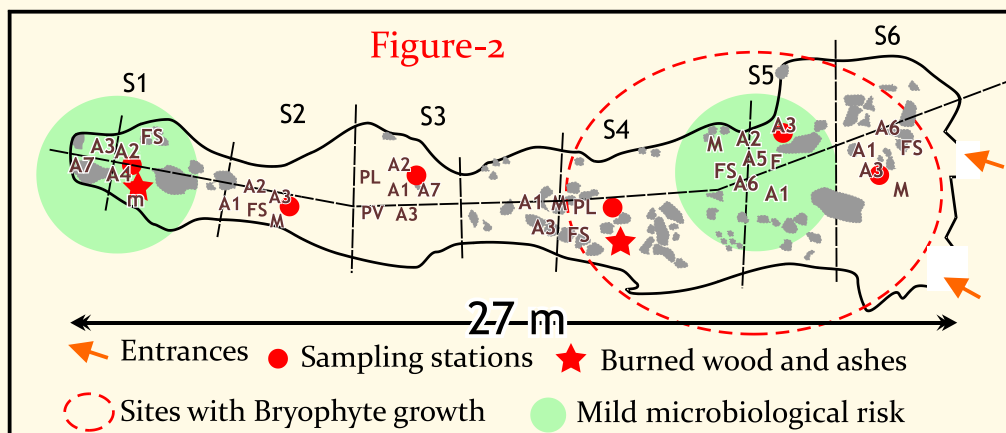 Figure-2
S1 S2 S3 S4 S5 S6
A7 A3 A2 FS A4 m
A1 A2 A3 FS M
PL A2 A1 A7 PV A3
A1 M PL A3 FS
M A2 A3 FS A5 F A6 A1
A6 A1 FS A3 M
27 m
Entrances Sampling stations Burned wood and ashes
Sites with Bryophyte growth Mild microbiological risk